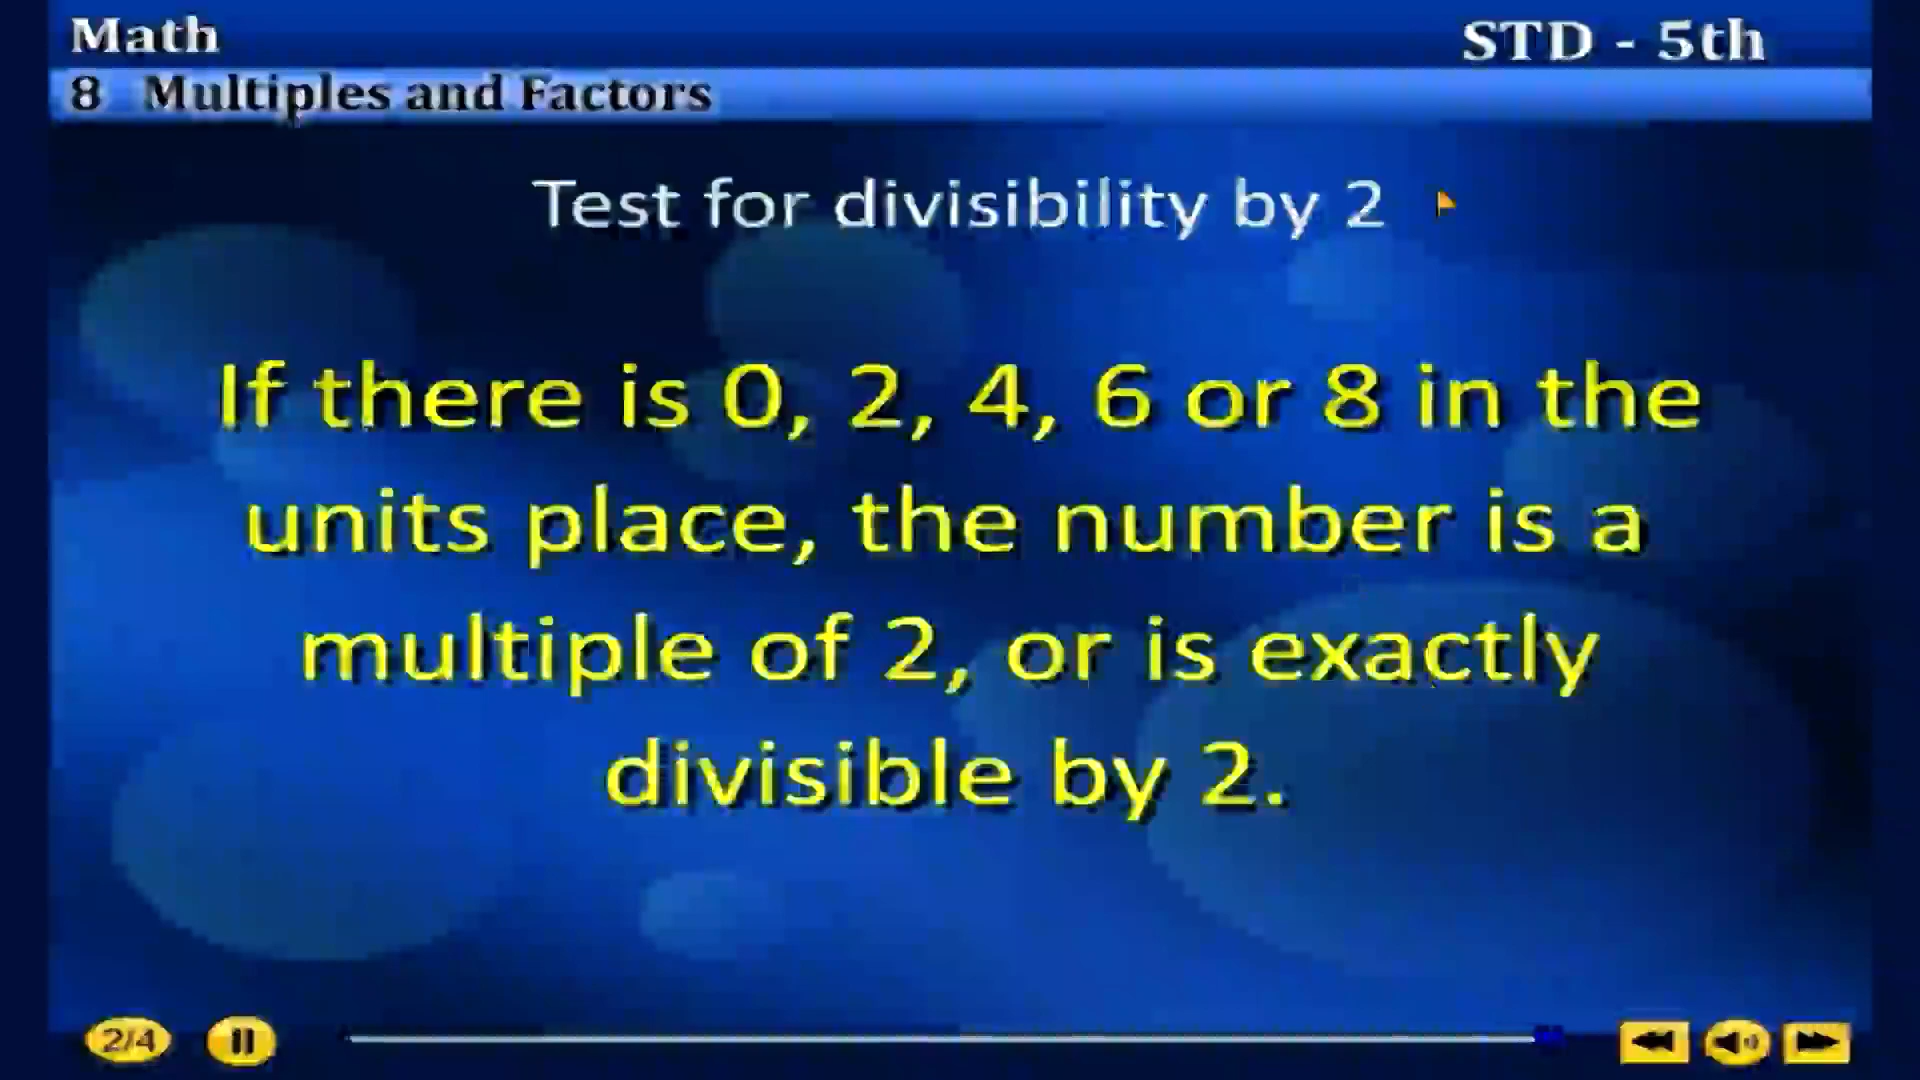 Math
STD - 5th
8 Multiples and Factors
Test for divisibility by 2
If there is 0, 2, 4, 6 or 8 in the
units place, the number is a
multiple of 2, or is exactly
divisible by 2.
2/4